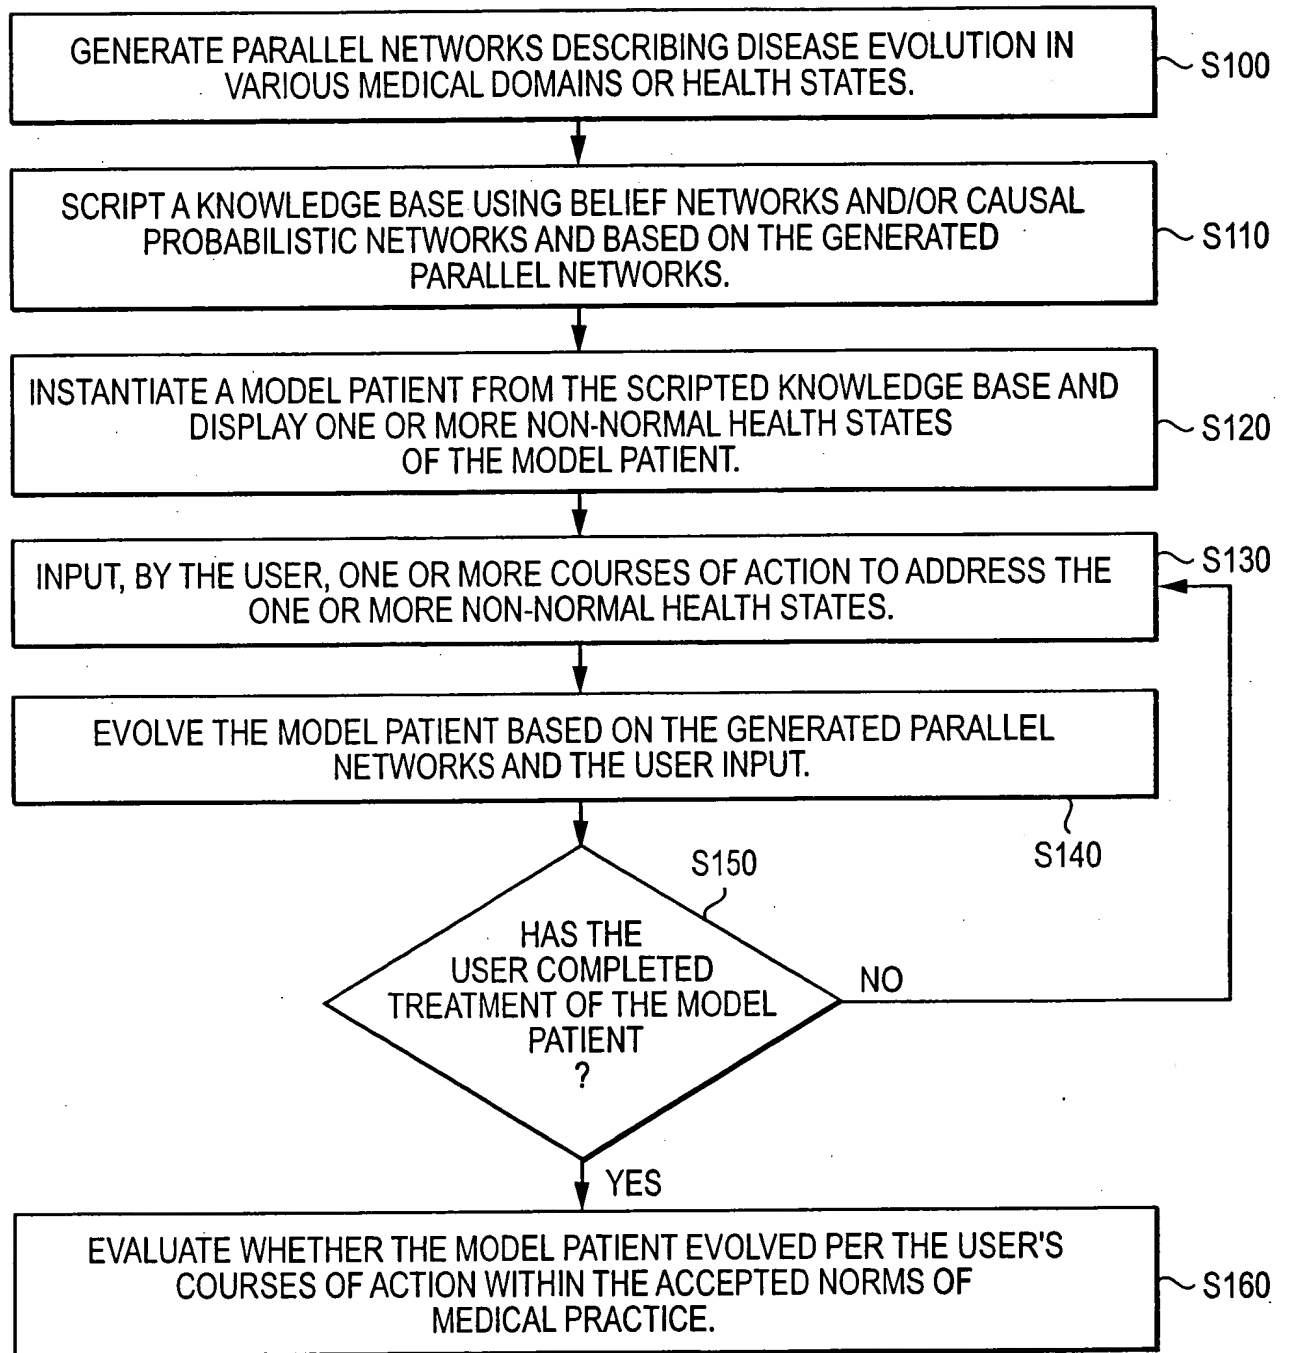 GENERATE PARALLEL NETWORKS DESCRIBING DISEASE EVOLUTION IN
VARIOUS MEDICAL DOMAINS OR HEALTH STATES.
S100
SCRIPT A KNOWLEDGE BASE USING BELIEF NETWORKS AND/OR CAUSAL
PROBABILISTIC NETWORKS AND BASED ON THE GENERATED
PARALLEL NETWORKS.
S110
INSTANTIATE A MODEL PATIENT FROM THE SCRIPTED KNOWLEDGE BASE AND
DISPLAY ONE OR MORE NON-NORMAL HEALTH STATES
OF THE MODEL PATIENT.
S120
INPUT, BY THE USER, ONE OR MORE COURSES OF ACTION TO ADDRESS THE
ONE OR MORE NON-NORMAL HEALTH STATES.
S130
EVOLVE THE MODEL PATIENT BASED ON THE GENERATED PARALLEL
NETWORKS AND THE USER INPUT.
S140
S150
HAS THE
USER COMPLETED
TREATMENT OF THE MODEL
PATIENT
?
NO
YES
EVALUATE WHETHER THE MODEL PATIENT EVOLVED PER THE USER'S
COURSES OF ACTION WITHIN THE ACCEPTED NORMS OF
MEDICAL PRACTICE.
S160